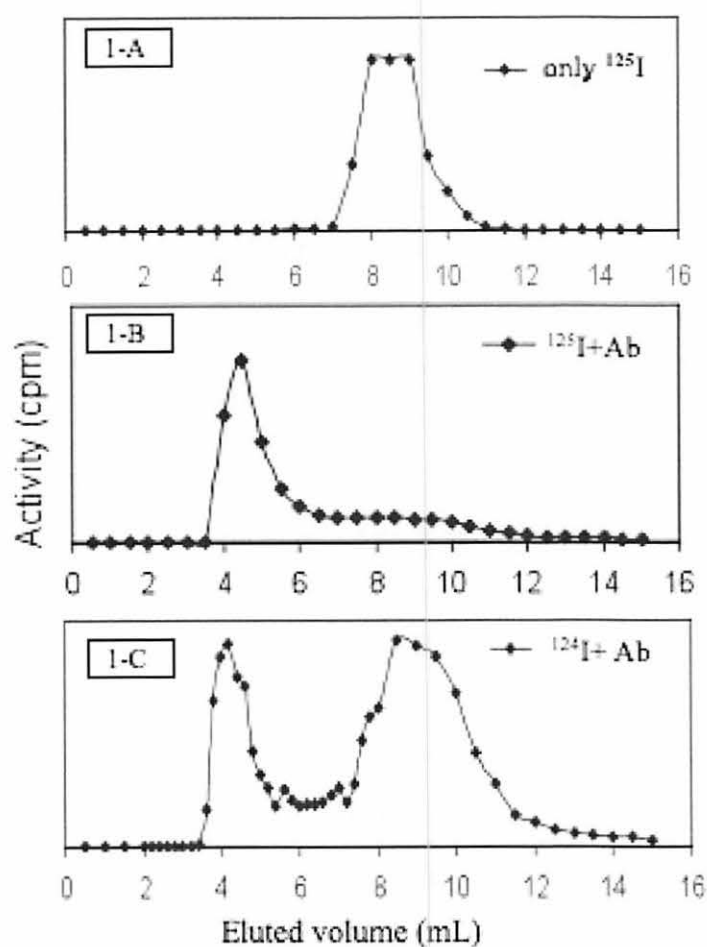 1-A
only ¹²⁵I
0 2 4 6 8 10 12 14 16
1-B
¹²⁵I+Ab
0 2 4 6 8 10 12 14 16
Activity (cpm)
1-C
¹²⁴I+ Ab
0 2 4 6 8 10 12 14 16
Eluted volume (mL)